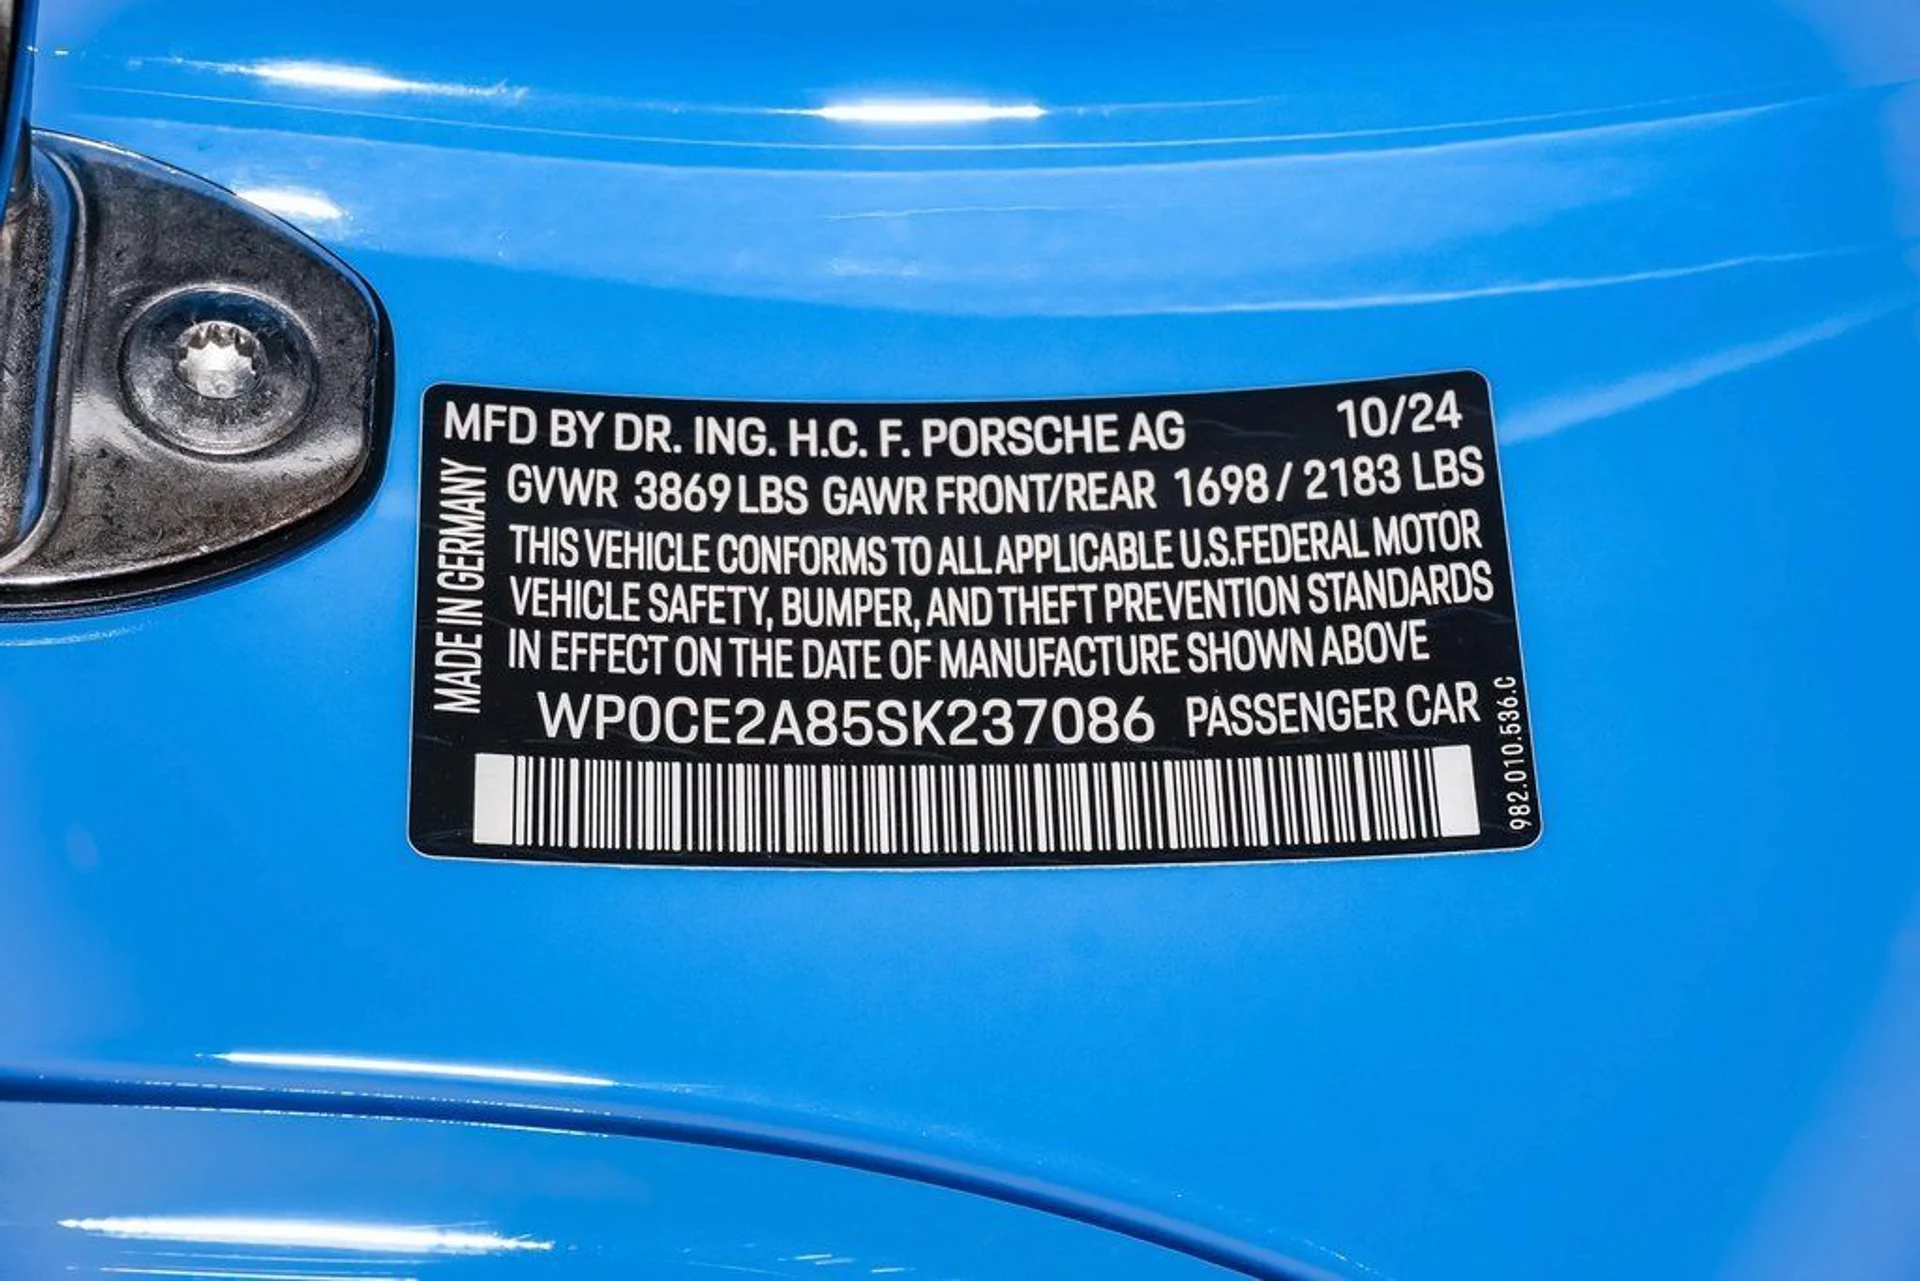 MFD BY DR. ING. H.C. F. PORSCHE AG 10/24
GVWR 3869 LBS GAWR FRONT/REAR 1698 / 2183 LBS
THIS VEHICLE CONFORMS TO ALL APPLICABLE U.S.FEDERAL MOTOR
VEHICLE SAFETY, BUMPER, AND THEFT PREVENTION STANDARDS
IN EFFECT ON THE DATE OF MANUFACTURE SHOWN ABOVE
WP0CE2A85SK237086 PASSENGER CAR
MADE IN GERMANY
982.010.536.C